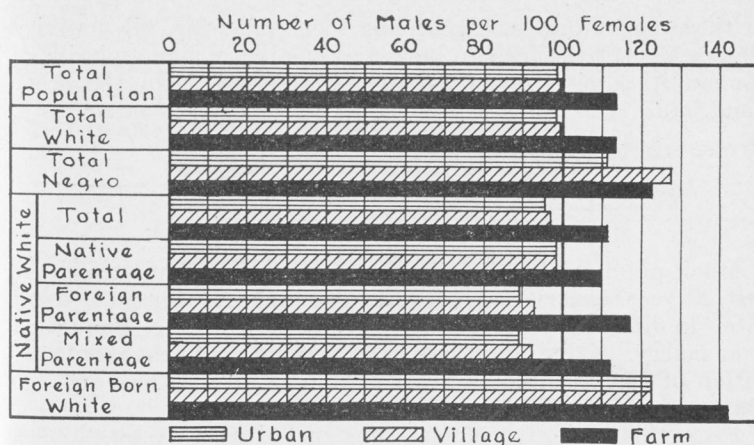 Number of Males per 100 Females
0 20 40 60 80 100 120 140
Total
Population
Total
White
Total
Negro
Native White
Total
Native
Parentage
Foreign
Parentage
Mixed
Parentage
Foreign Born
White
Urban Village Farm